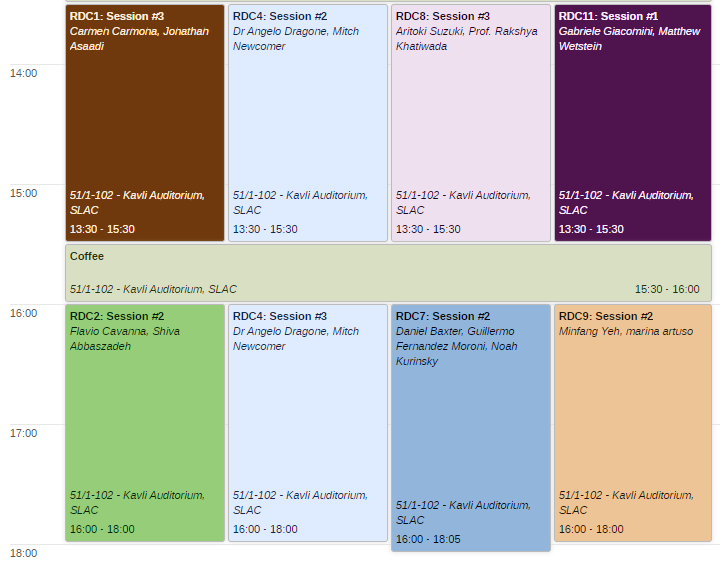 RDC1: Session #3
Carmen Carmona, Jonathan
Asaadi
51/1-102 - Kavli Auditorium,
SLAC
13:30 - 15:30
RDC4: Session #2
Dr Angelo Dragone, Mitch
Newcomer
51/1-102 - Kavli Auditorium,
SLAC
13:30 - 15:30
RDC8: Session #3
Aritoki Suzuki, Prof. Rakshya
Khatiwada
51/1-102 - Kavli Auditorium,
SLAC
13:30 - 15:30
RDC11: Session #1
Gabriele Giacomini, Matthew
Wetstein
51/1-102 - Kavli Auditorium,
SLAC
13:30 - 15:30
14:00
15:00
Coffee
51/1-102 - Kavli Auditorium, SLAC
15:30 - 16:00
16:00
RDC2: Session #2
Flavio Cavanna, Shiva
Abbaszadeh
51/1-102 - Kavli Auditorium,
SLAC
16:00 - 18:00
RDC4: Session #3
Dr Angelo Dragone, Mitch
Newcomer
51/1-102 - Kavli Auditorium,
SLAC
16:00 - 18:00
RDC7: Session #2
Daniel Baxter, Guillermo
Fernandez Moroni, Noah
Kurinsky
51/1-102 - Kavli Auditorium,
SLAC
16:00 - 18:05
RDC9: Session #2
Minfang Yeh, marina artuso
51/1-102 - Kavli Auditorium,
SLAC
16:00 - 18:00
17:00
18:00